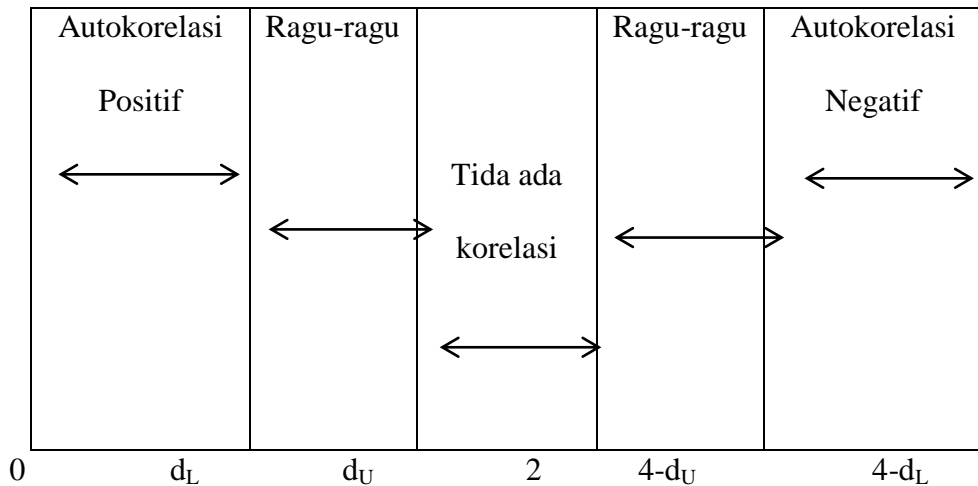 Autokorelasi
Positif
Ragu-ragu
Tida ada
korelasi
Ragu-ragu
Autokorelasi
Negatif
0 dL dU 2 4-dU 4-dL